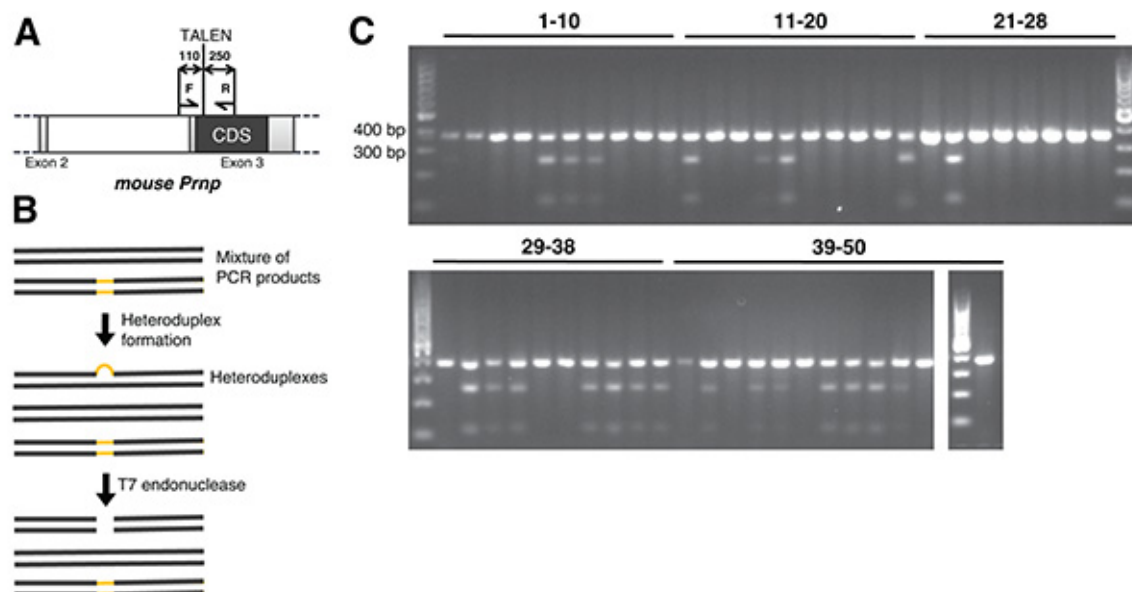 A
TALEN
110 250
F R
CDS
Exon 2 Exon 3
mouse Prnp
B
Mixture of
PCR products
Heteroduplex
formation
Heteroduplexes
T7 endonuclease
C
1-10 11-20 21-28
400 bp
300 bp
29-38 39-50